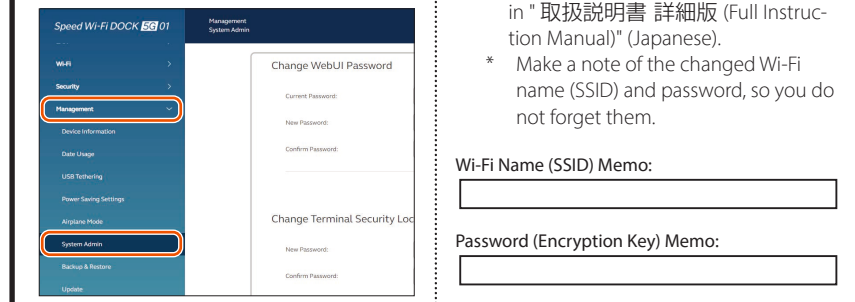 Speed Wi-Fi DOCK 5G 01
Management
System Admin
Wi-Fi
Security
Management
Device Information
Date Usage
USB Tethering
Power Saving Settings
Airplane Mode
System Admin
Backup & Restore
Update
Change WebUI Password
Current Password:
New Password:
Confirm Password:
Change Terminal Security Loc
New Password:
Confirm Password:
in " 取扱説明書 詳細版 (Full Instruc-
tion Manual)" (Japanese).
* Make a note of the changed Wi-Fi
name (SSID) and password, so you do
not forget them.
Wi-Fi Name (SSID) Memo:
Password (Encryption Key) Memo: